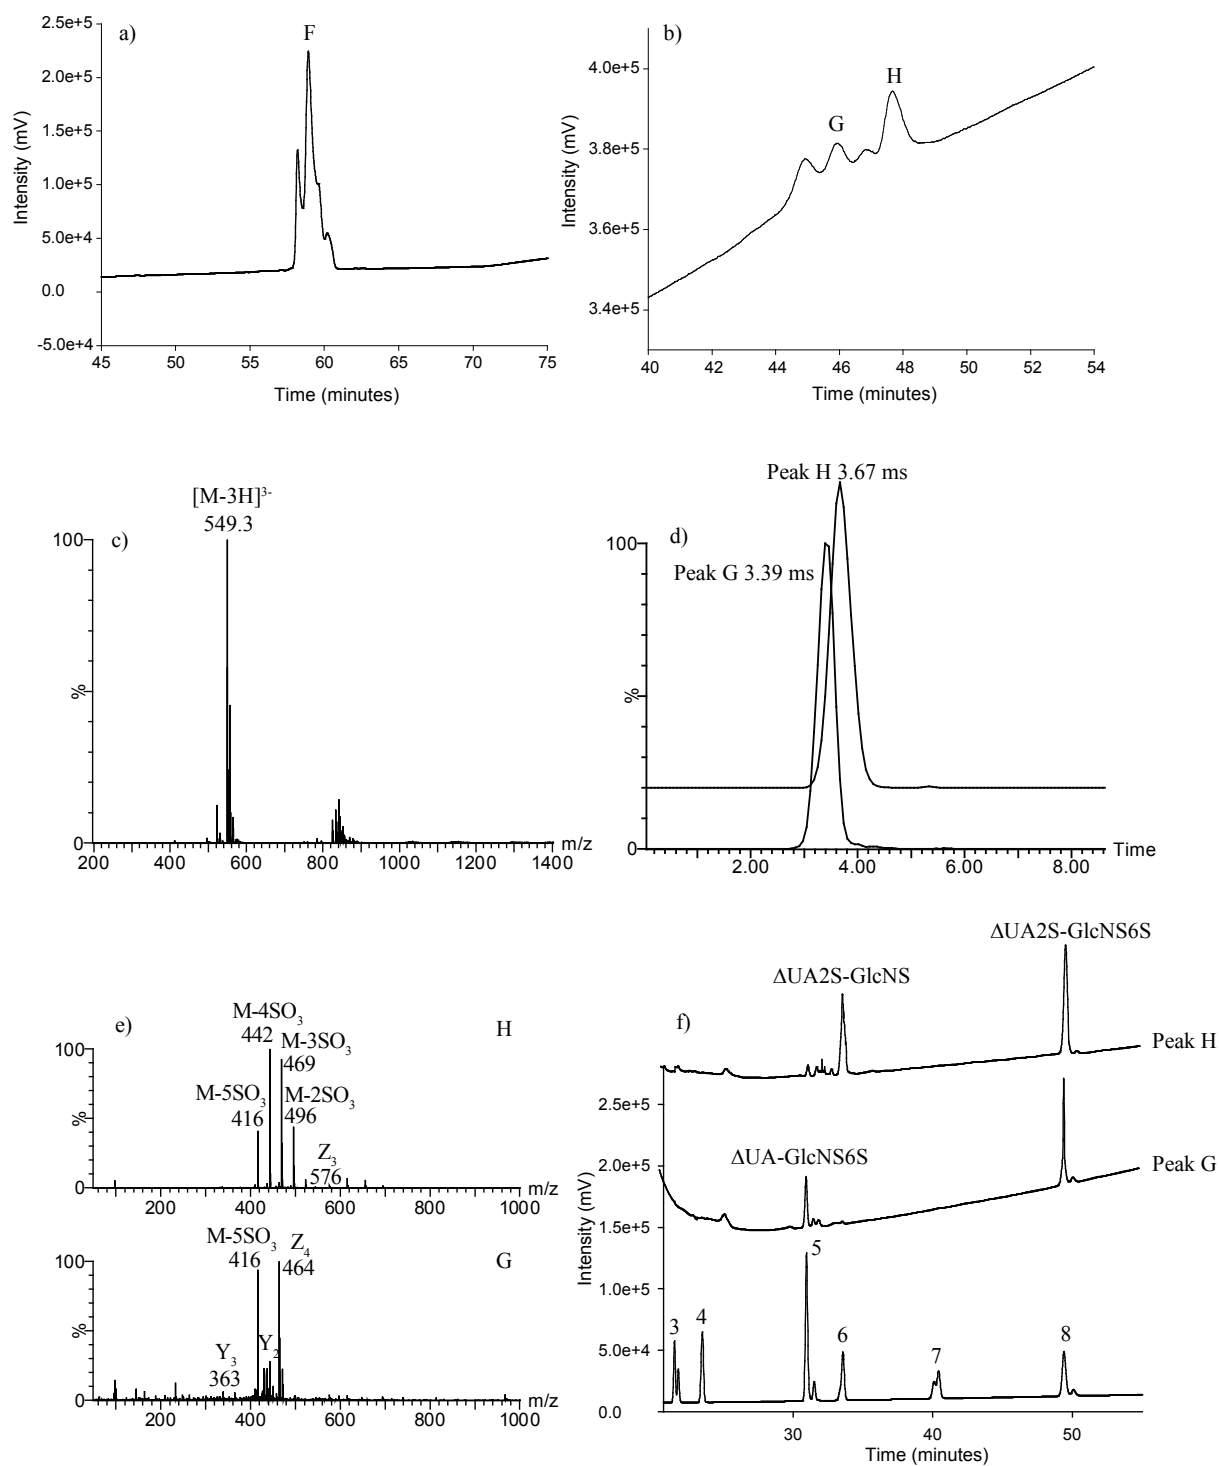 a)
F
2.5e+5
2.0e+5
1.5e+5
1.0e+5
5.0e+4
0.0
-5.0e+4
Intensity (mV)
45 50 55 60 65 70 75
Time (minutes)
b)
G
H
4.0e+5
3.8e+5
3.6e+5
3.4e+5
Intensity (mV)
40 42 44 46 48 50 52 54
Time (minutes)
c)
[M-3H]3-
549.3
100
%
0
200 400 600 800 1000 1200 1400 m/z
d)
Peak H 3.67 ms
Peak G 3.39 ms
100
%
0
2.00 4.00 6.00 8.00 Time
e)
H
M-4SO3
442
M-3SO3
469
M-5SO3
416
M-2SO3
496
Z3
576
100
%
0
200 400 600 800 1000 m/z
G
M-5SO3
416
Z4
464
Y3
363
Y2
100
%
0
200 400 600 800 1000 m/z
f)
ΔUA2S-GlcNS6S
ΔUA2S-GlcNS
Peak H
ΔUA-GlcNS6S
Peak G
3 4 5 6 7 8
2.5e+5
2.0e+5
1.5e+5
1.0e+5
5.0e+4
0.0
Intensity (mV)
30 40 50
Time (minutes)